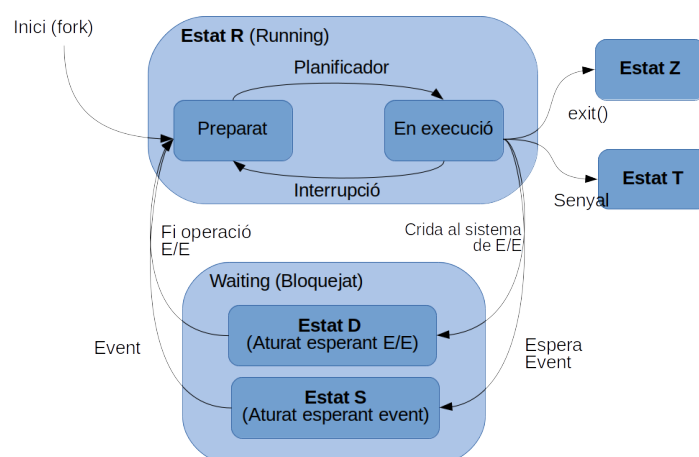 Inici (fork)
Estat R (Running)
Planificador
Preparat
En execució
Interrupció
Estat Z
exit()
Estat T
Senyal
Fi operació
E/E
Crida al sistema
de E/E
Waiting (Bloquejat)
Estat D
(Aturat esperant E/E)
Event
Espera
Event
Estat S
(Aturat esperant event)